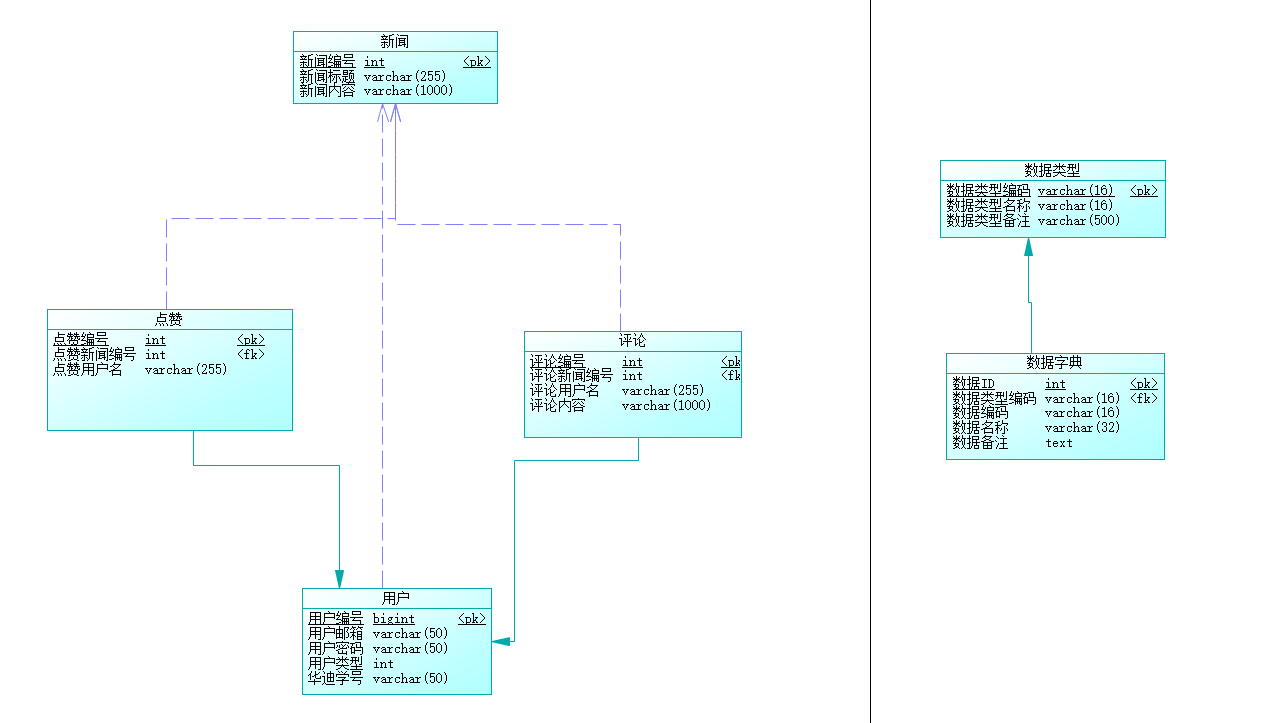 新闻
新闻编号 int <pk>
新闻标题 varchar(255)
新闻内容 varchar(1000)
点赞
点赞编号 int <pk>
点赞新闻编号 int <fk>
点赞用户名 varchar(255)
评论
评论编号 int <pk
评论新闻编号 int <fk
评论用户名 varchar(255)
评论内容 varchar(1000)
用户
用户编号 bigint <pk>
用户邮箱 varchar(50)
用户密码 varchar(50)
用户类型 int
华迪学号 varchar(50)
数据类型
数据类型编码 varchar(16) <pk>
数据类型名称 varchar(16)
数据类型备注 varchar(500)
数据字典
数据ID int <pk>
数据类型编码 varchar(16) <fk>
数据编码 varchar(16)
数据名称 varchar(32)
数据备注 text